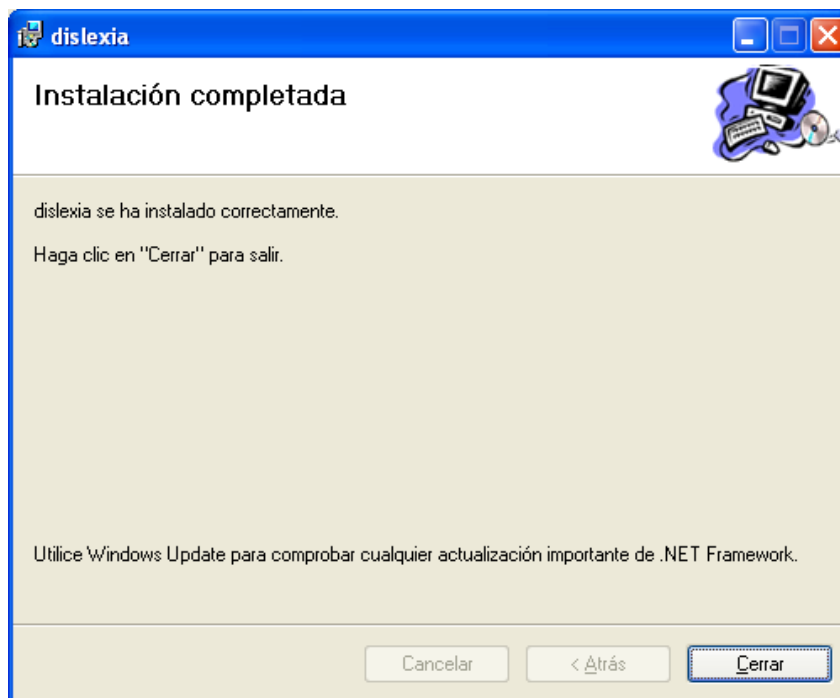 dislexia
Instalación completada
dislexia se ha instalado correctamente.
Haga clic en "Cerrar" para salir.
Utilice Windows Update para comprobar cualquier actualización importante de .NET Framework.
Cancelar < Atrás Cerrar